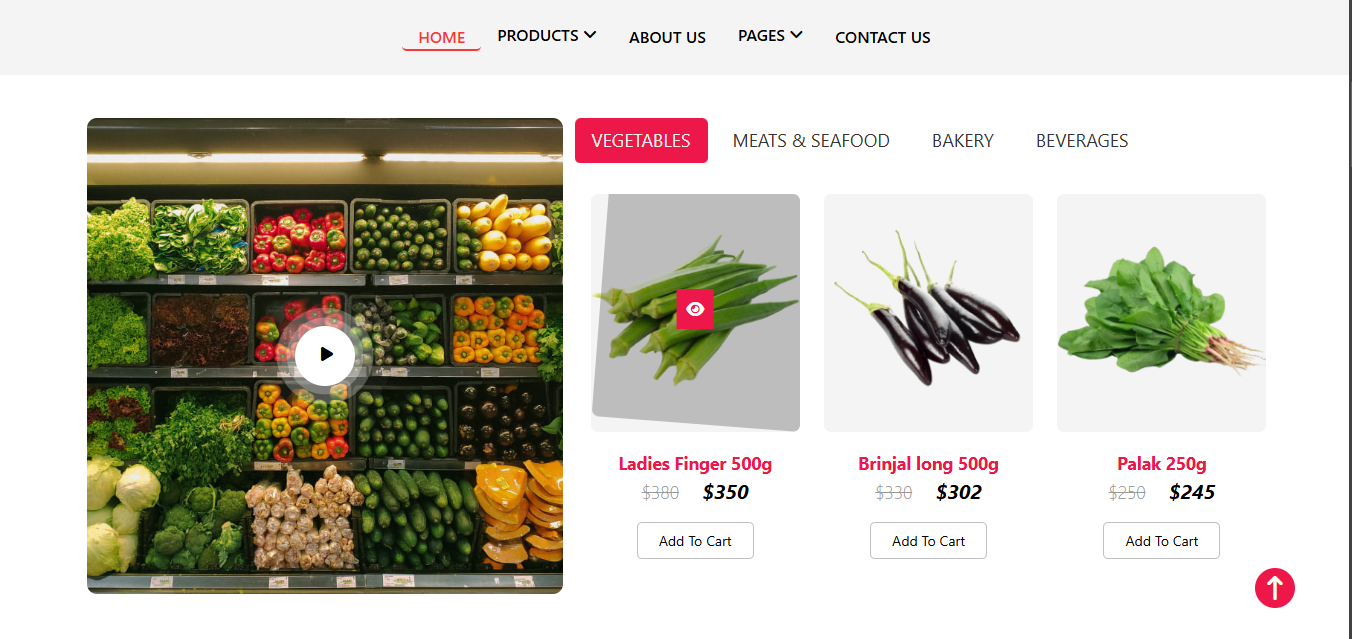 HOME PRODUCTS ABOUT US PAGES CONTACT US
VEGETABLES MEATS & SEAFOOD BAKERY BEVERAGES
Ladies Finger 500g
$380 $350
Add To Cart
Brinjal long 500g
$330 $302
Add To Cart
Palak 250g
$250 $245
Add To Cart